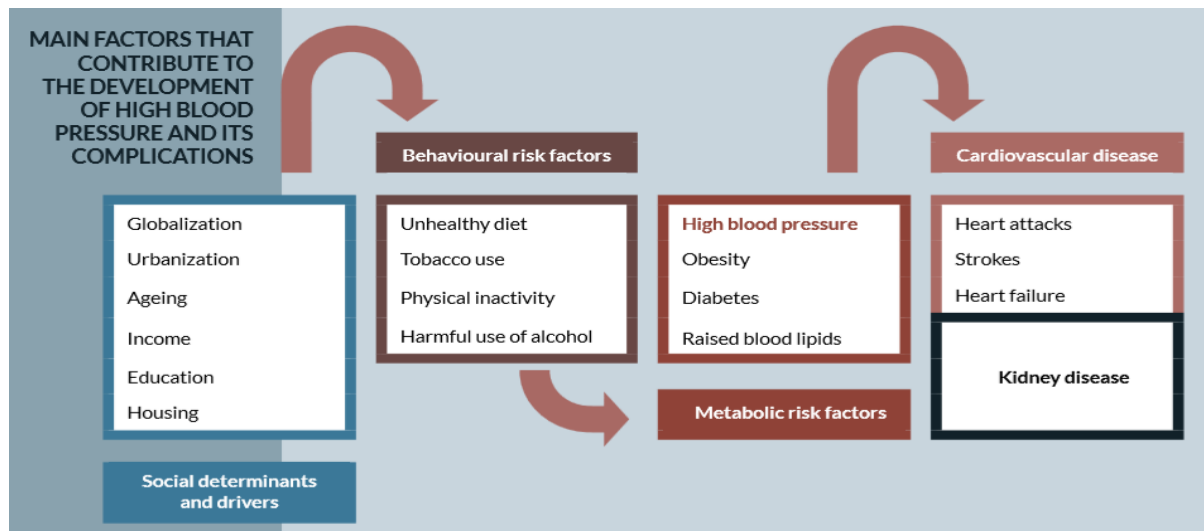 MAIN FACTORS THAT
CONTRIBUTE TO
THE DEVELOPMENT
OF HIGH BLOOD
PRESSURE AND ITS
COMPLICATIONS
Globalization
Urbanization
Ageing
Income
Education
Housing
Social determinants
and drivers
Behavioural risk factors
Unhealthy diet
Tobacco use
Physical inactivity
Harmful use of alcohol
High blood pressure
Obesity
Diabetes
Raised blood lipids
Metabolic risk factors
Cardiovascular disease
Heart attacks
Strokes
Heart failure
Kidney disease